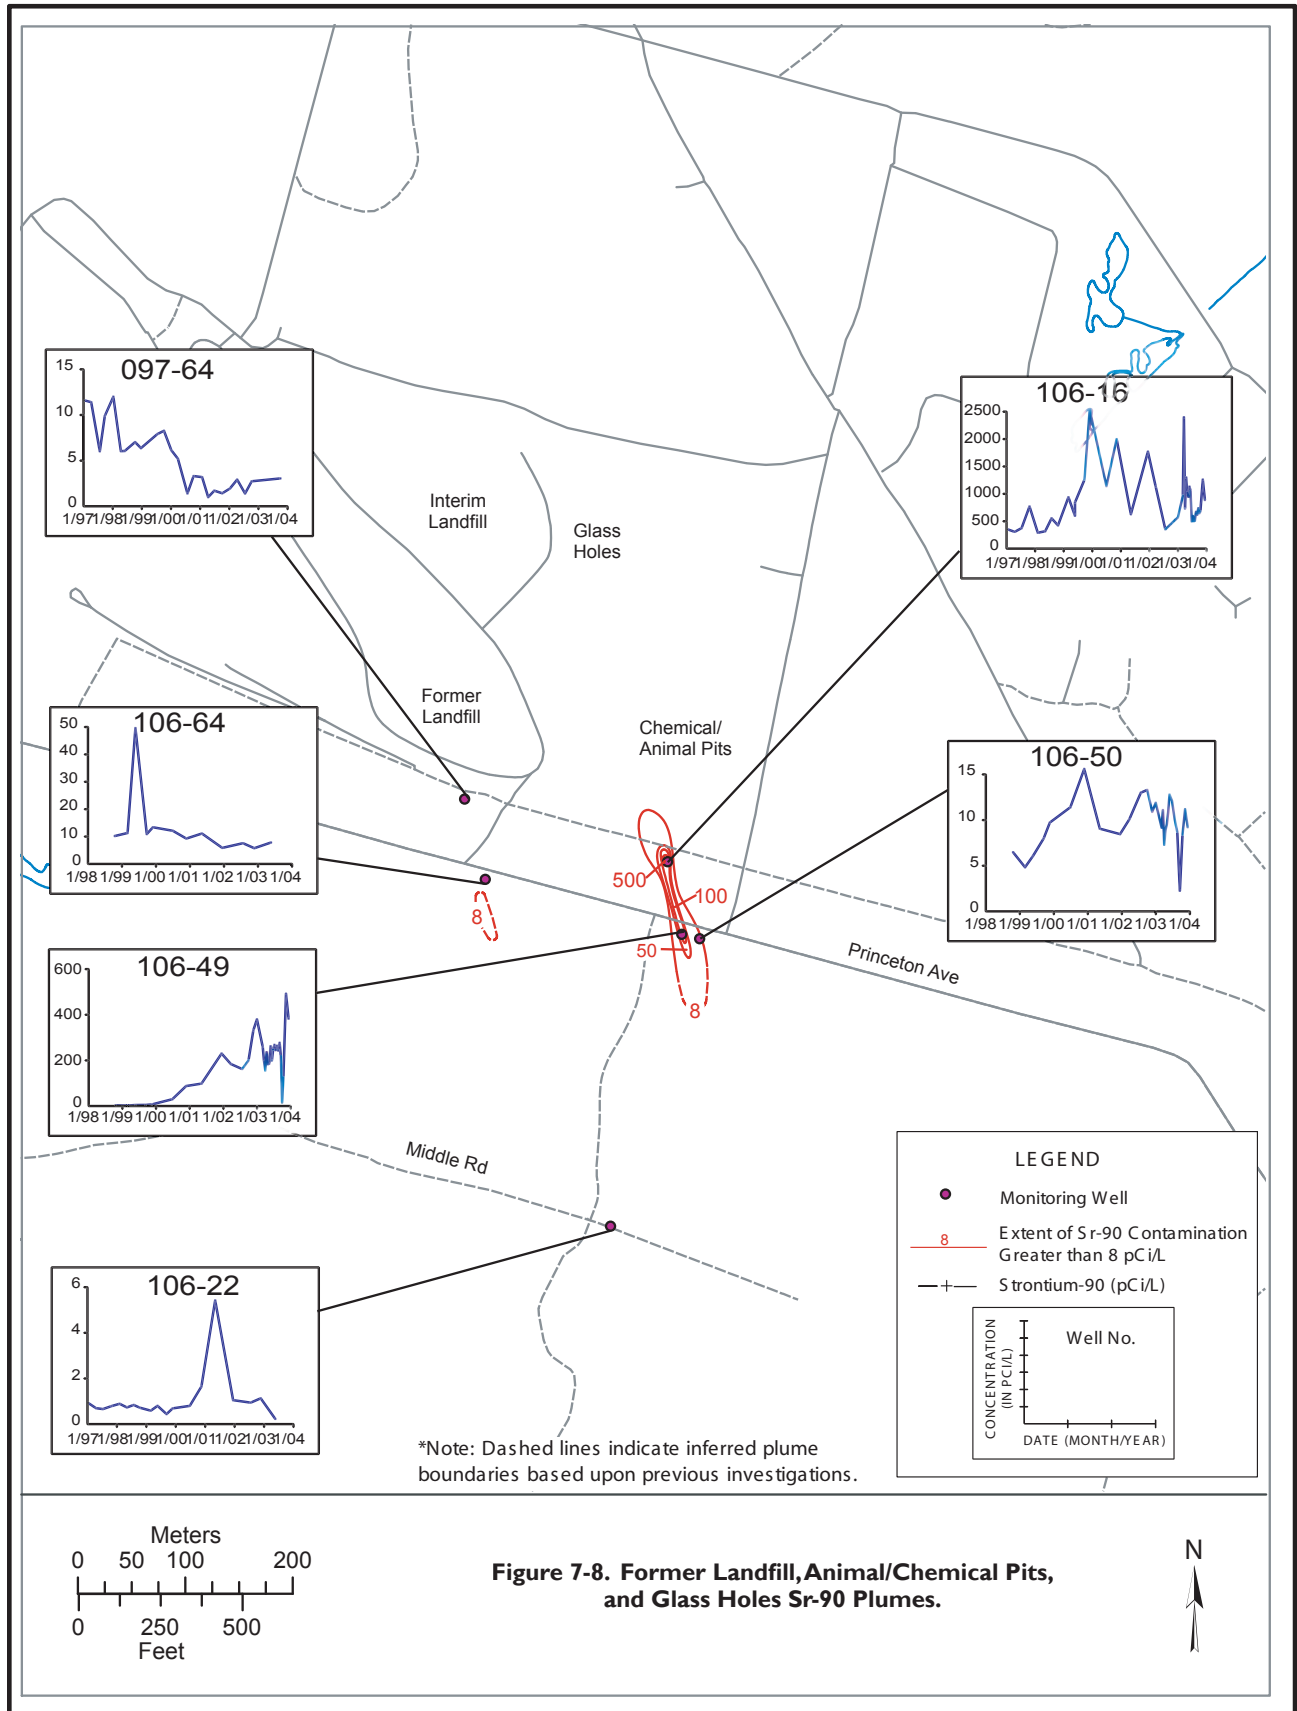 097-64
15
10
5
0
1/97 1/98 1/99 1/00 1/01 1/02 1/03 1/04
106-16
2500
2000
1500
1000
500
0
1/97 1/98 1/99 1/00 1/01 1/02 1/03 1/04
Interim
Landfill
Glass
Holes
Former
Landfill
Chemical/
Animal Pits
106-64
50
40
30
20
10
0
1/98 1/99 1/00 1/01 1/02 1/03 1/04
106-50
15
10
5
0
1/98 1/99 1/00 1/01 1/02 1/03 1/04
500
100
8
50
8
Princeton Ave
106-49
600
400
200
0
1/98 1/99 1/00 1/01 1/02 1/03 1/04
Middle Rd
106-22
6
4
2
0
1/97 1/98 1/99 1/00 1/01 1/02 1/03 1/04
LEGEND
Monitoring Well
8
Extent of Sr-90 Contamination
Greater than 8 pCi/L
Strontium-90 (pCi/L)
CONCENTRATION
(IN PCI/L)
Well No.
DATE (MONTH/YEAR)
*Note: Dashed lines indicate inferred plume
boundaries based upon previous investigations.
Meters
0 50 100 200
0 250 500
Feet
Figure 7-8. Former Landfill, Animal/Chemical Pits,
and Glass Holes Sr-90 Plumes.
N